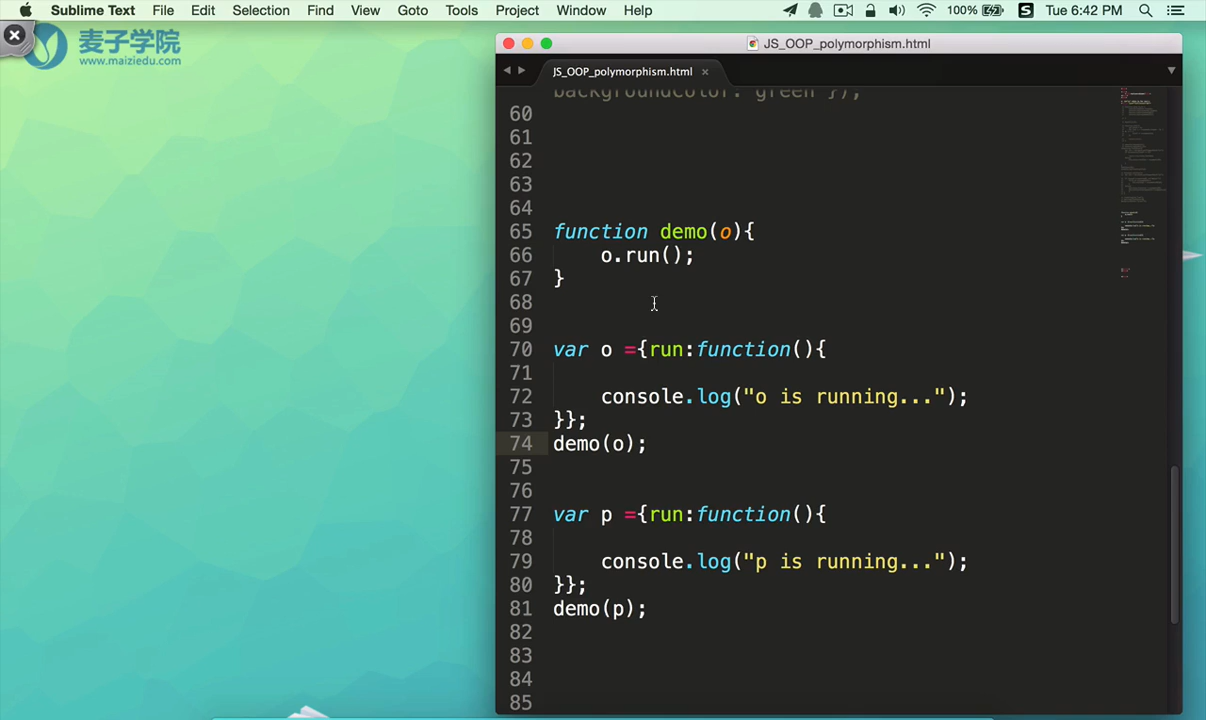 Sublime Text File Edit Selection Find View Goto Tools Project Window Help 100% S Tue 6:42 PM
麦子学院
www.maiziedu.com
JS_OOP_polymorphism.html
JS_OOP_polymorphism.html ×
backgroundColor: green });
60
61
62
63
64
65 function demo(o){
66 o.run();
67 }
68
69
70 var o ={run:function(){
71
72 console.log("o is running...");
73 }};
74 demo(o);
75
76
77 var p ={run:function(){
78
79 console.log("p is running...");
80 }};
81 demo(p);
82
83
84
85